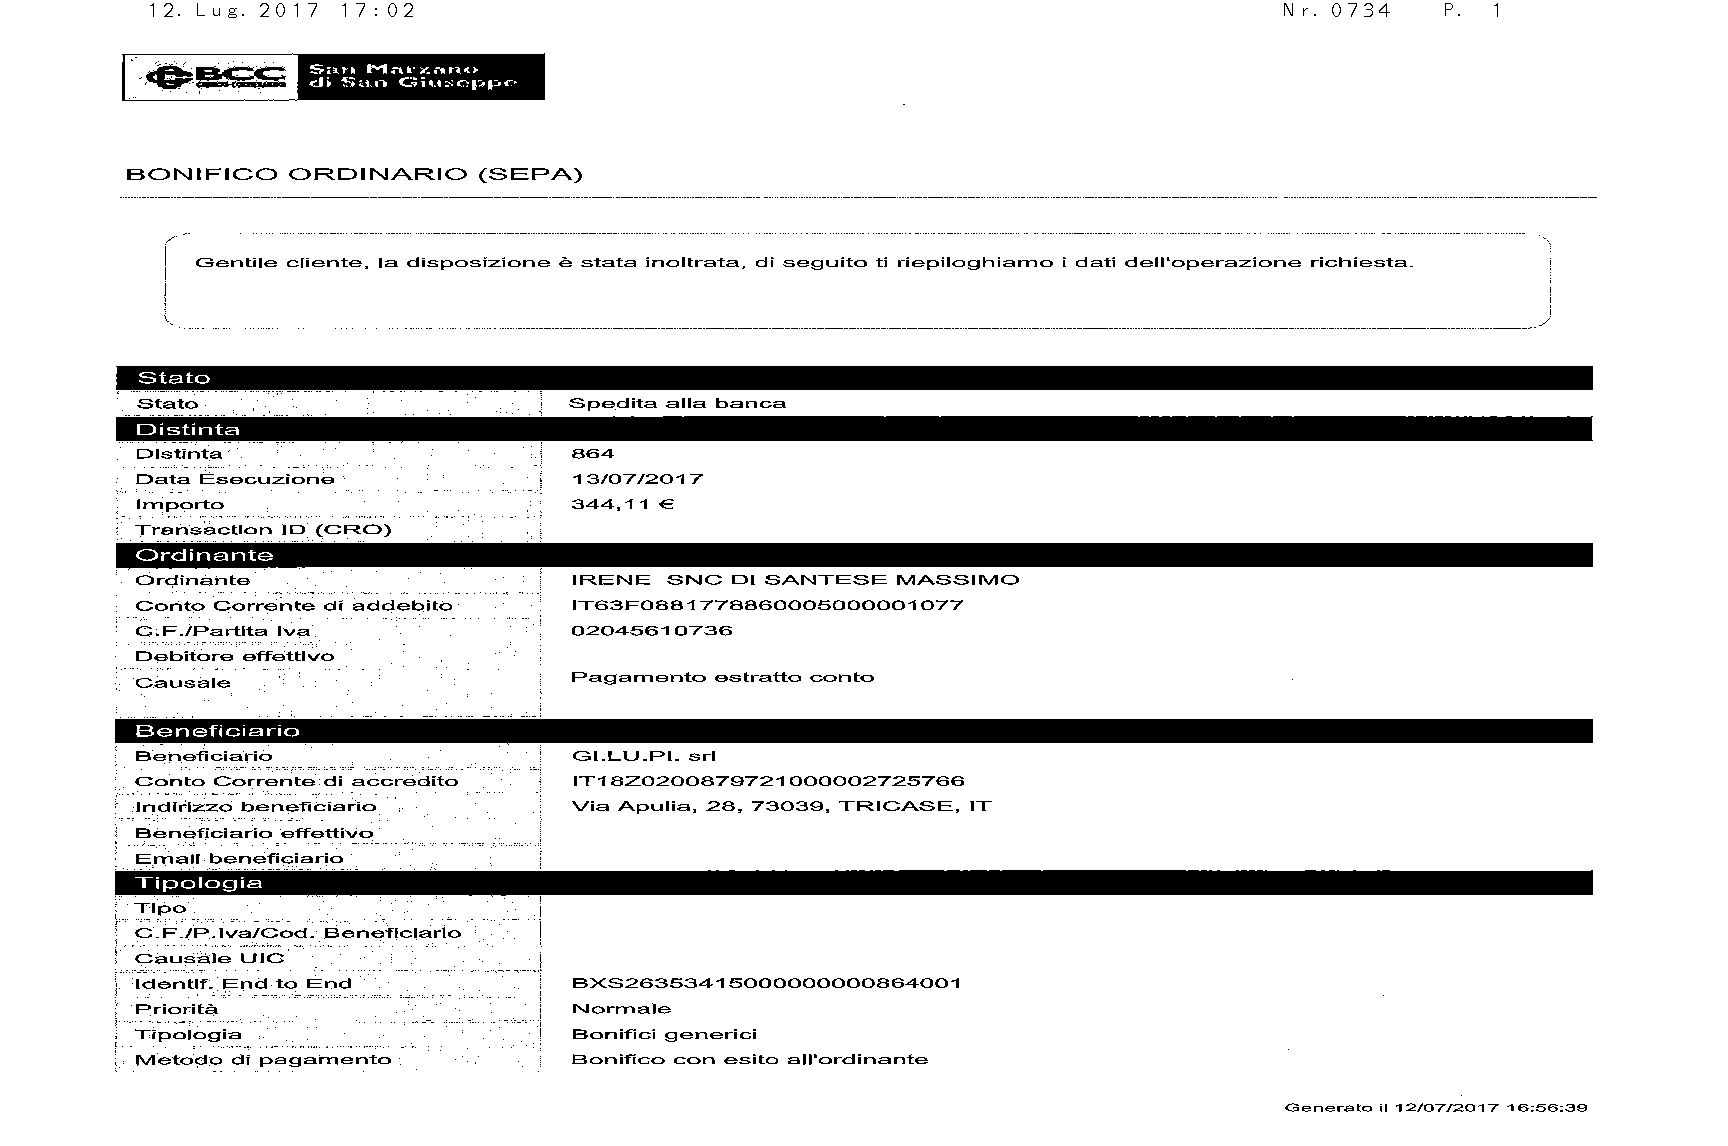 12. Lug. 2017 17:02 Nr. 0734 P. 1
BCC San Marzano
di San Giuseppe
BONIFICO ORDINARIO (SEPA)
Gentile cliente, la disposizione è stata inoltrata, di seguito ti riepiloghiamo i dati dell'operazione richiesta.
Stato
Stato Spedita alla banca
Distinta
Distinta 864
Data Esecuzione 13/07/2017
Importo 344,11 €
Transaction ID (CRO)
Ordinante
Ordinante IRENE SNC DI SANTESE MASSIMO
Conto Corrente di addebito IT63F0881778860005000001077
C.F./Partita Iva 02045610736
Debitore effettivo
Causale Pagamento estratto conto
Beneficiario
Beneficiario GI.LU.PI. srl
Conto Corrente di accredito IT18Z0200879721000002725766
Indirizzo beneficiario Via Apulia, 28, 73039, TRICASE, IT
Beneficiario effettivo
Email beneficiario
Tipologia
Tipo
C.F./P.Iva/Cod. Beneficiario
Causale UIC
Identif. End to End BXS26353415000000000864001
Priorità Normale
Tipologia Bonifici generici
Metodo di pagamento Bonifico con esito all'ordinante
Generato il 12/07/2017 16:56:39